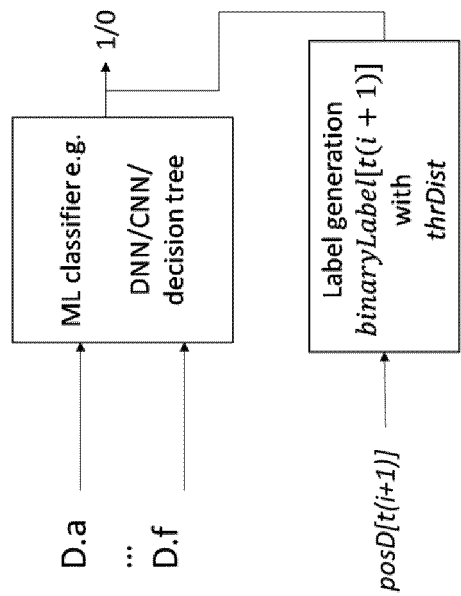 D.a
...
D.f
ML classifier e.g.
DNN/CNN/
decision tree
1/0
posD[t(i+1)]
Label generation
binaryLabel[t(i + 1)]
with
thrDist